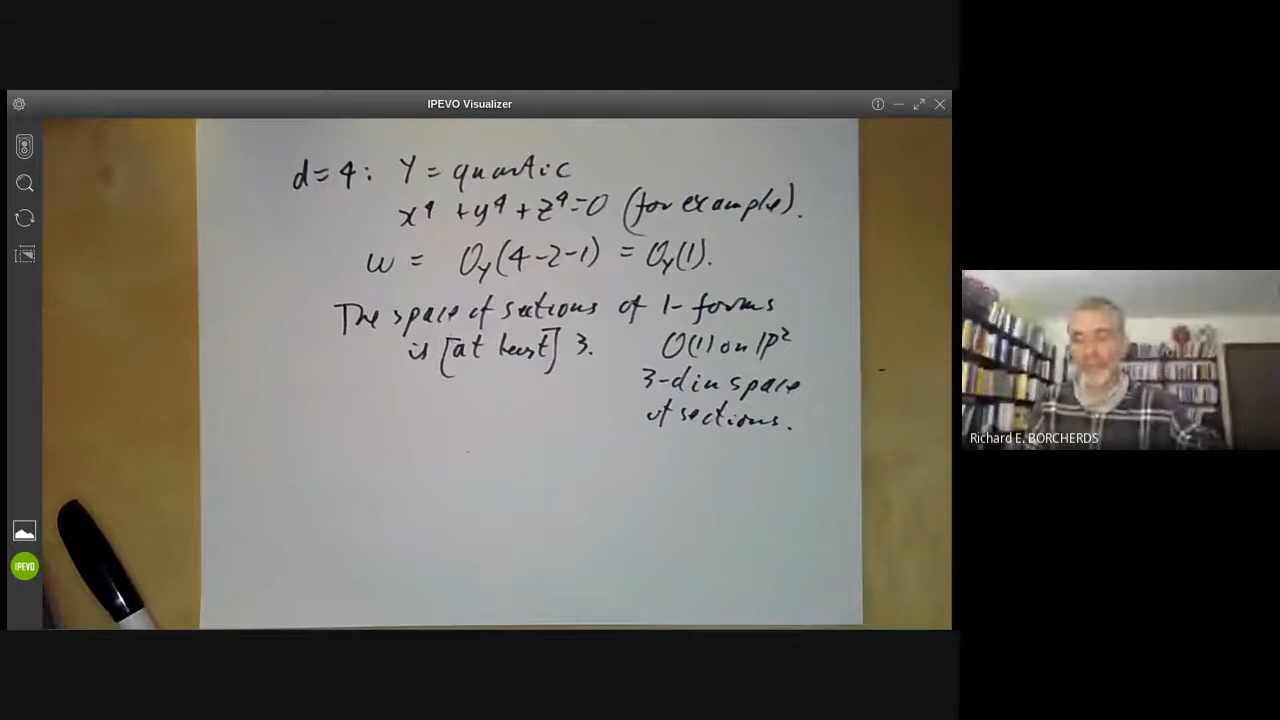 IPEVO Visualizer
d=4: Y = quartic
x⁴ + y⁴ + z⁴ = 0 (for example).
ω = O_Y(4-2-1) = O_Y(1).
The space of sections of 1-forms
is [at least] 3.
O(1) on P²
3-dim space
of sections.
Richard E. BORCHERDS
IPEVO